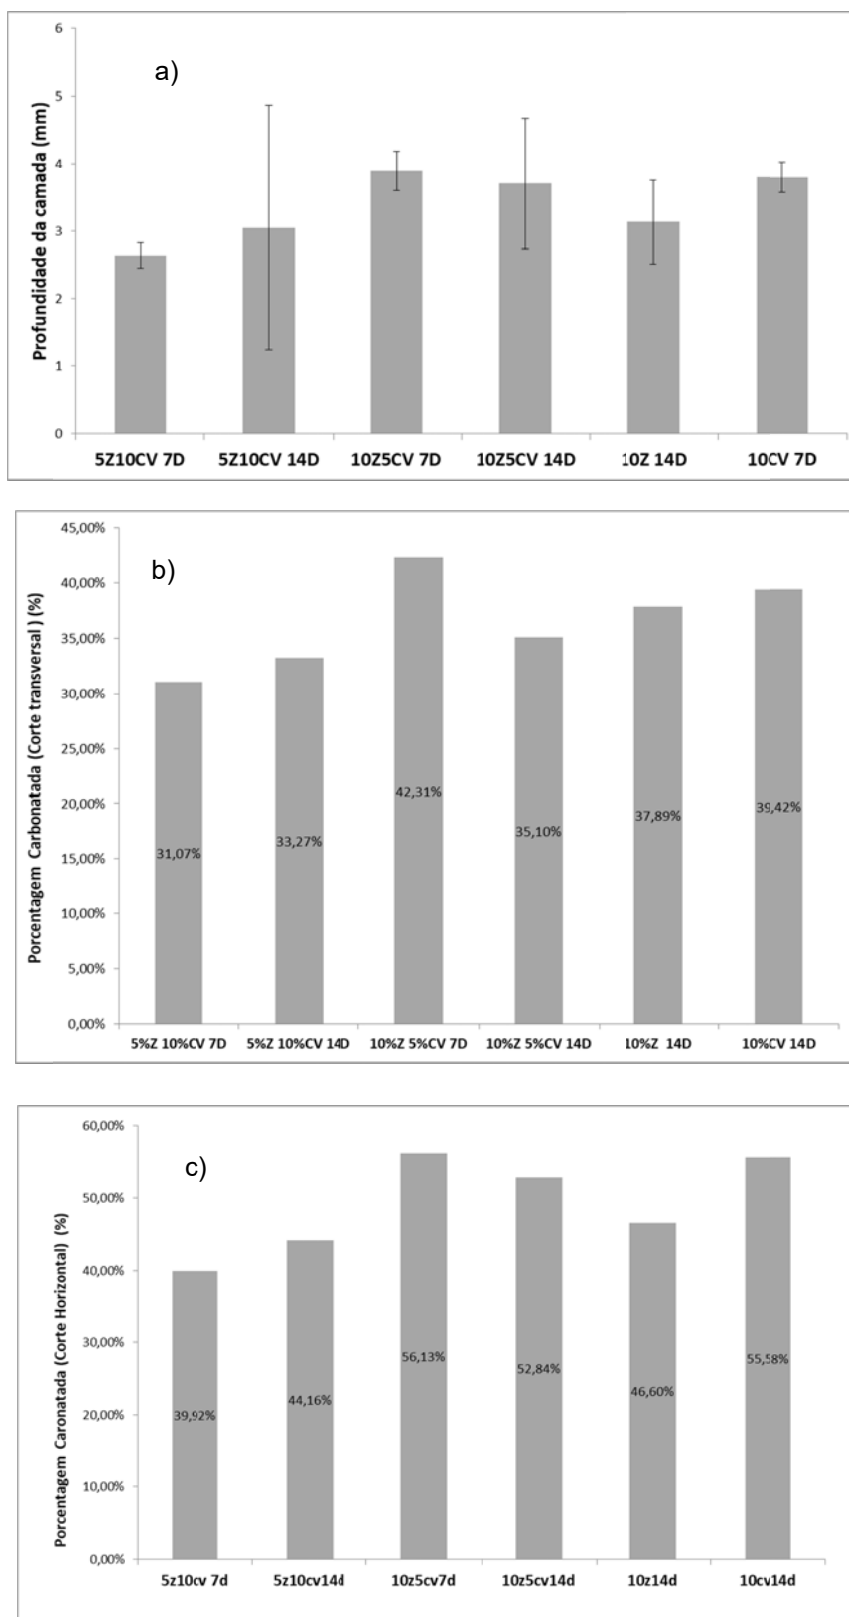 a)
Profundidade da camada (mm)
6
5
4
3
2
1
0
5Z10CV 7D
5Z10CV 14D
10Z5CV 7D
10Z5CV 14D
10Z 14D
10CV 7D
b)
Porcentagem Carbonatada (Corte transversal ) (%)
45,00%
40,00%
35,00%
30,00%
25,00%
20,00%
15,00%
10,00%
5,00%
0,00%
31,07%
33,27%
42,31%
35,10%
37,89%
39,42%
5%Z 10%CV 7D
5%Z 10%CV 14D
10%Z 5%CV 7D
10%Z 5%CV 14D
10%Z 14D
10%CV 14D
c)
Porcentagem Caronatada (Corte Horizontal) (%)
60,00%
50,00%
40,00%
30,00%
20,00%
10,00%
0,00%
39,92%
44,16%
56,13%
52,84%
46,60%
55,58%
5z10cv 7d
5z10cv14d
10z5cv7d
10z5cv14d
10z14d
10cv14d